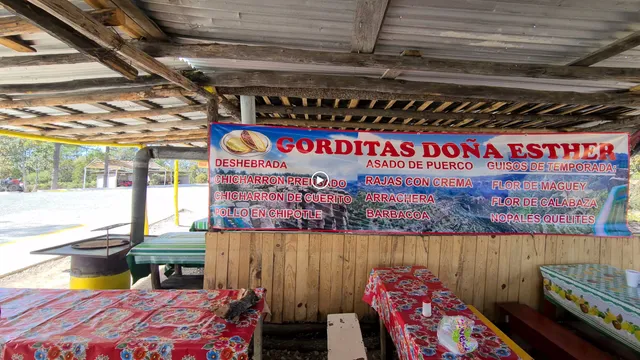 GORDITAS DOÑA ESTHER
DESHEBRADA
CHICHARRON PRENSADO
CHICHARRON DE CUERITO
POLLO EN CHIPOTLE
ASADO DE PUERCO
RAJAS CON CREMA
ARRACHERA
BARBACOA
GUISOS DE TEMPORADA
FLOR DE MAGUEY
FLOR DE CALABAZA
NOPALES QUELITES